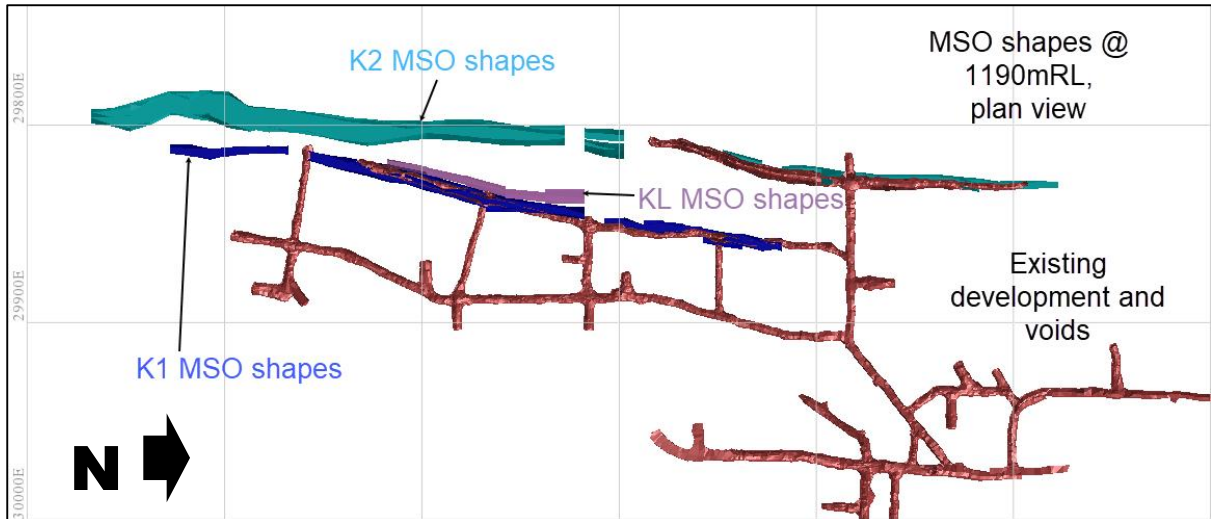 K2 MSO shapes
MSO shapes @
1190mRL,
plan view
29800E
KL MSO shapes
Existing
development and
voids
29900E
K1 MSO shapes
N
30000E